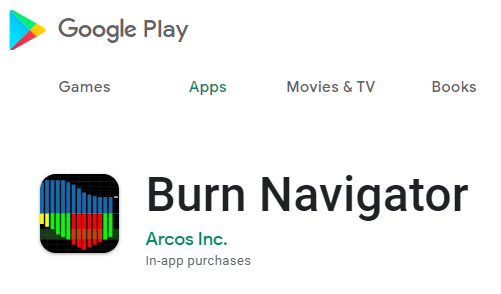 Google Play
Games Apps Movies & TV Books
Burn Navigator
Arcos Inc.
In-app purchases